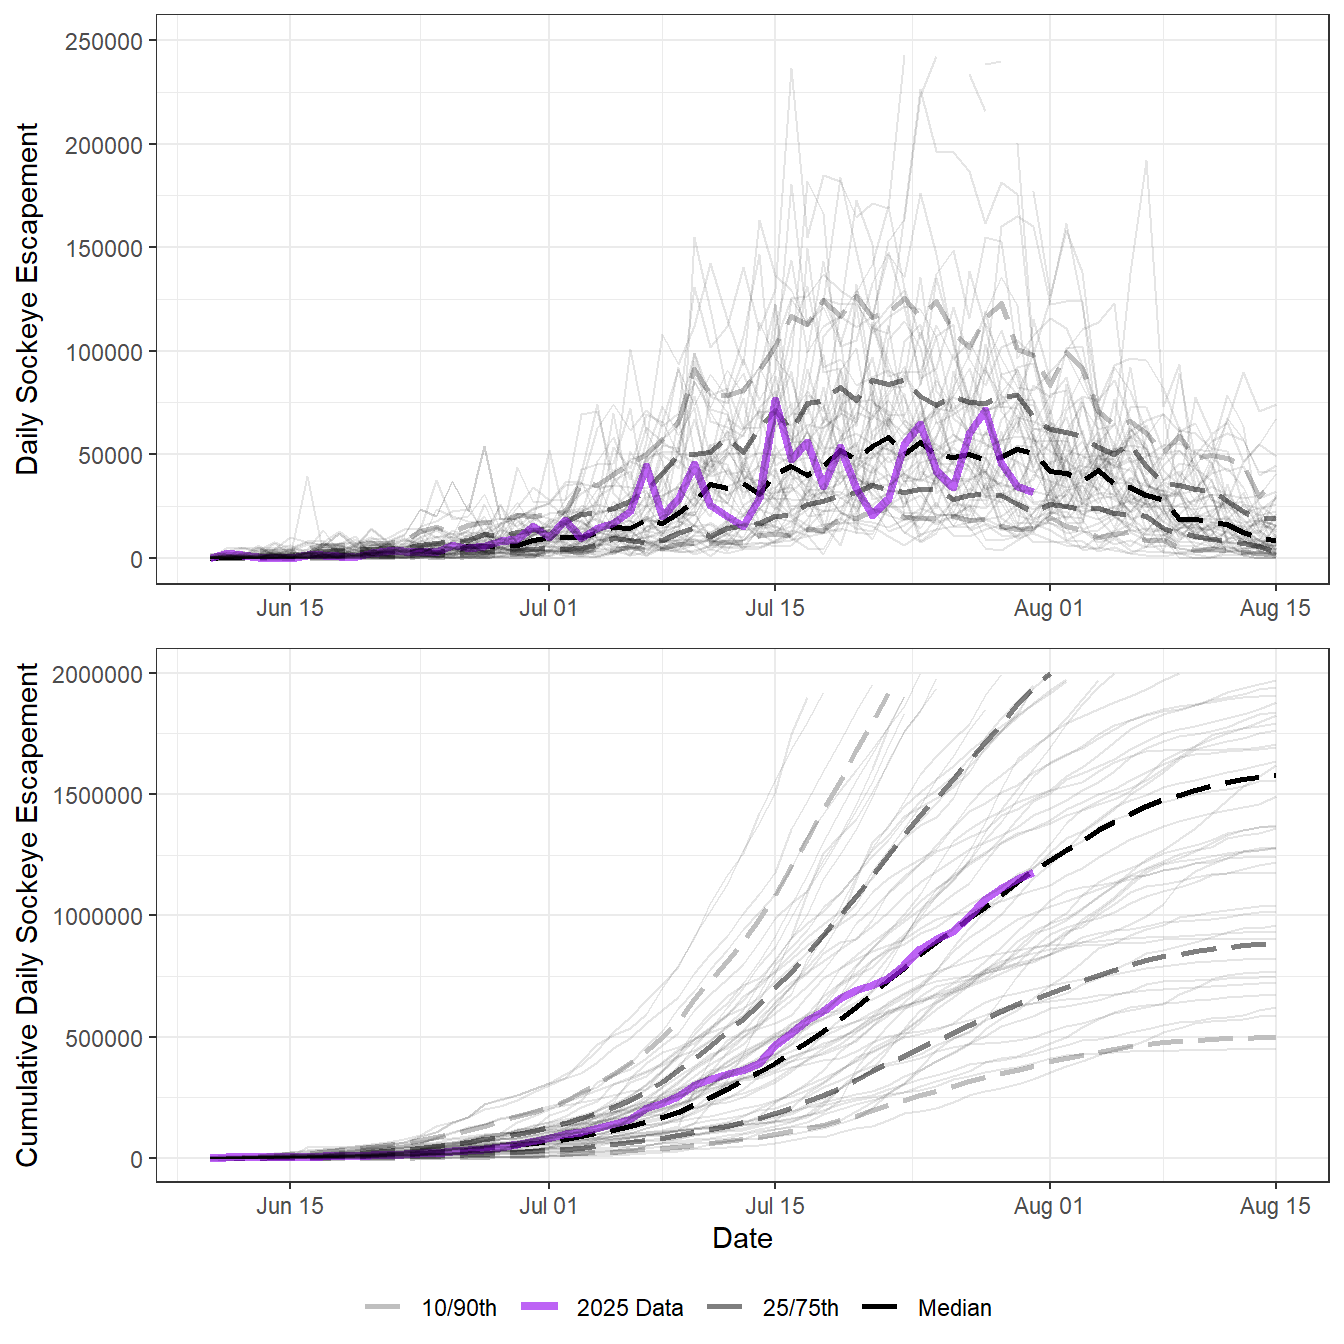 Daily Sockeye Escapement
250000
200000
150000
100000
50000
0
Jun 15 Jul 01 Jul 15 Aug 01 Aug 15
Cumulative Daily Sockeye Escapement
2000000
1500000
1000000
500000
0
Jun 15 Jul 01 Jul 15 Aug 01 Aug 15
Date
10/90th 2025 Data 25/75th Median